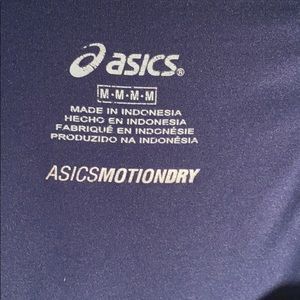 asics®
M•M•M•M
MADE IN INDONESIA
HECHO EN INDONESIA
FABRIQUÉ EN INDONÉSIE
PRODUZIDO NA INDONÉSIA
ASICSMOTIONDRY